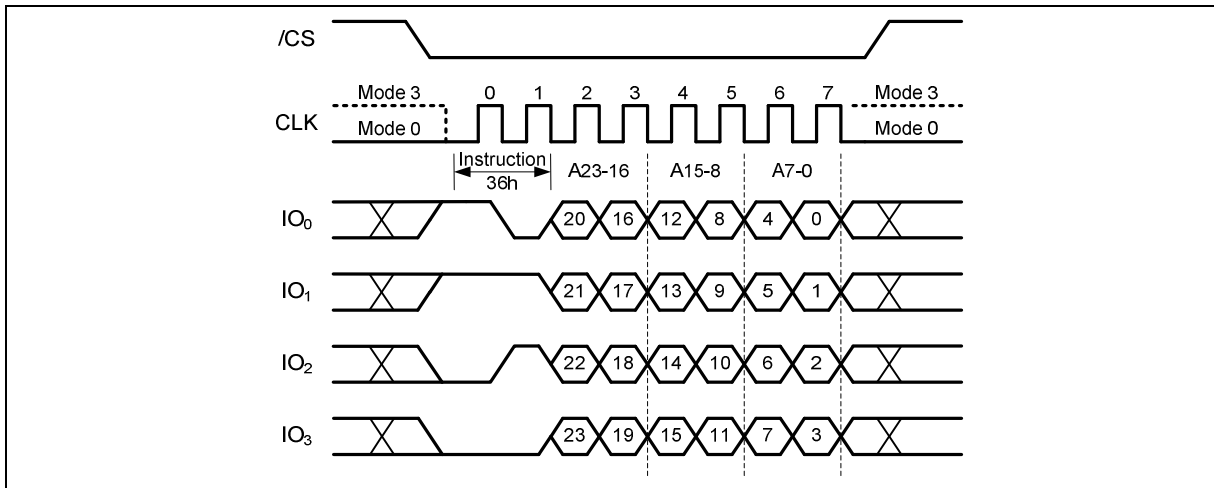 /CS
Mode 3 0 1 2 3 4 5 6 7 Mode 3
CLK Mode 0 Mode 0
Instruction A23-16 A15-8 A7-0
36h
IO₀ 20 16 12 8 4 0
IO₁ 21 17 13 9 5 1
IO₂ 22 18 14 10 6 2
IO₃ 23 19 15 11 7 3